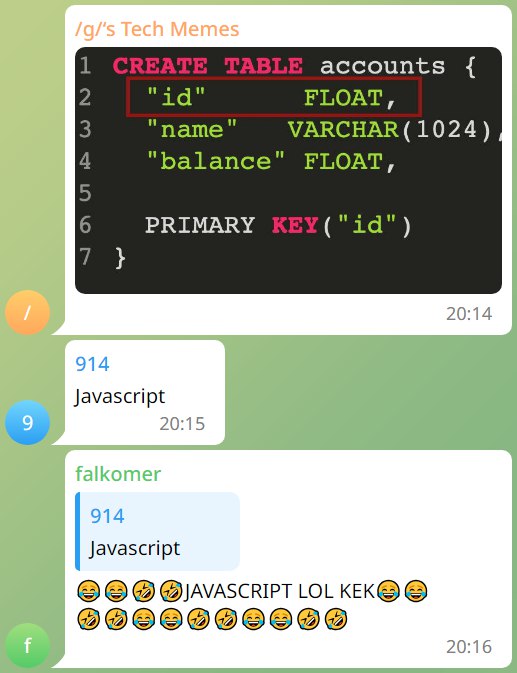 /g/'s Tech Memes
1 CREATE TABLE accounts {
2 "id" FLOAT,
3 "name" VARCHAR(1024),
4 "balance" FLOAT,
5
6 PRIMARY KEY("id")
7 }
/
20:14
914
Javascript
9
20:15
falkomer
914
Javascript
😂😂🤣🤣JAVASCRIPT LOL KEK😂😂
🤣🤣😂😂🤣🤣😂😂🤣🤣
f
20:16